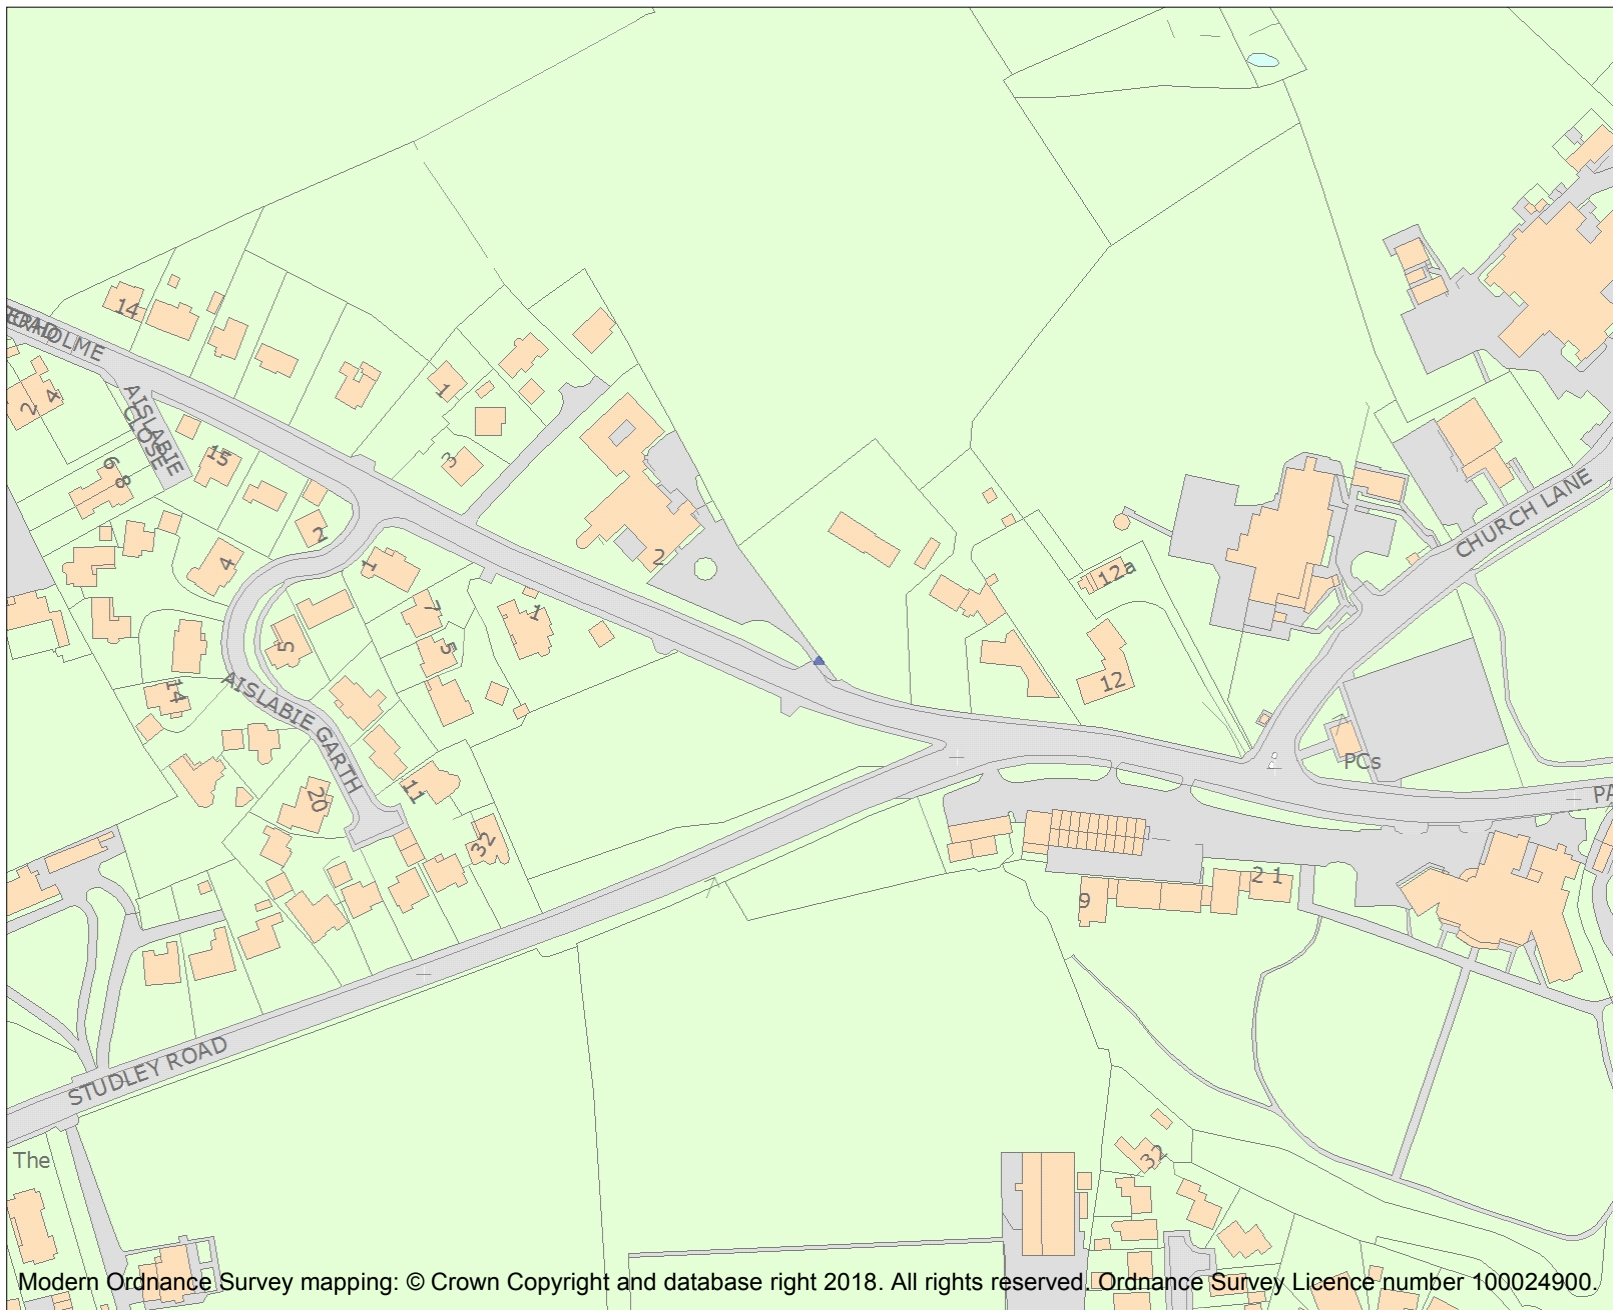 14
HOLME
AISLABIE
CLOSE
2
4
6
8
15
1
3
2
2
4
1
7
1
5
5
14
AISLABIE GARTH
20
11
32
12a
12
CHURCH LANE
PCs
PA
9
2 1
STUDLEY ROAD
The
32
Modern Ordnance Survey mapping: © Crown Copyright and database right 2018. All rights reserved. Ordnance Survey Licence number 100024900.